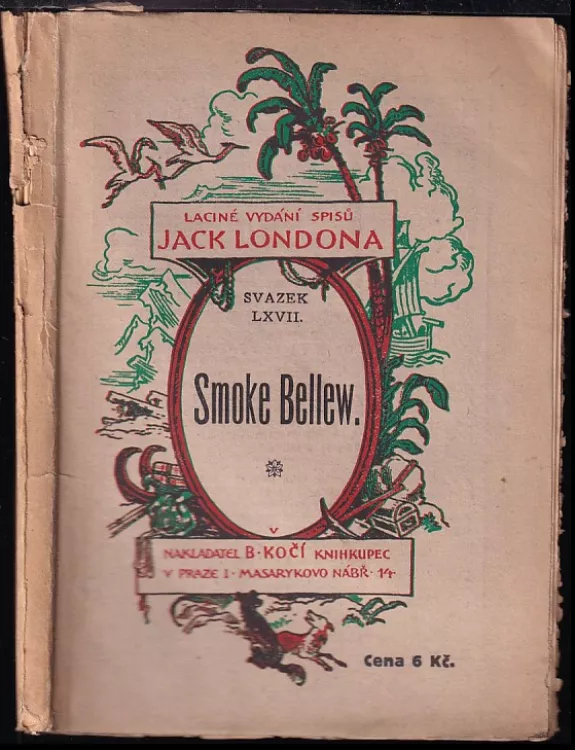 LACINÉ VYDÁNÍ SPISŮ
JACK LONDONA
SVAZEK
LXVII.
Smoke Bellew.
V
NAKLADATEL B·KOČÍ KNIHKUPEC
V PRAZE I· MASARYKOVO NÁBŘ· 14·
Cena 6 Kč.